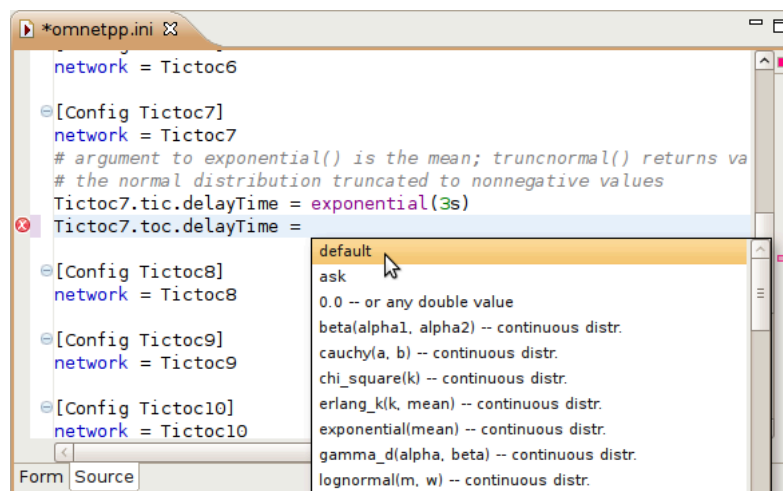 *omnetpp.ini
network = Tictoc6
[Config Tictoc7]
network = Tictoc7
# argument to exponential() is the mean; truncnormal() returns va
# the normal distribution truncated to nonnegative values
Tictoc7.tic.delayTime = exponential(3s)
Tictoc7.toc.delayTime =
default
ask
0.0 -- or any double value
beta(alpha1, alpha2) -- continuous distr.
cauchy(a, b) -- continuous distr.
chi_square(k) -- continuous distr.
erlang_k(k, mean) -- continuous distr.
exponential(mean) -- continuous distr.
gamma_d(alpha, beta) -- continuous distr.
lognormal(m, w) -- continuous distr.
[Config Tictoc8]
network = Tictoc8
[Config Tictoc9]
network = Tictoc9
[Config Tictoc10]
network = Tictoc10
Form Source